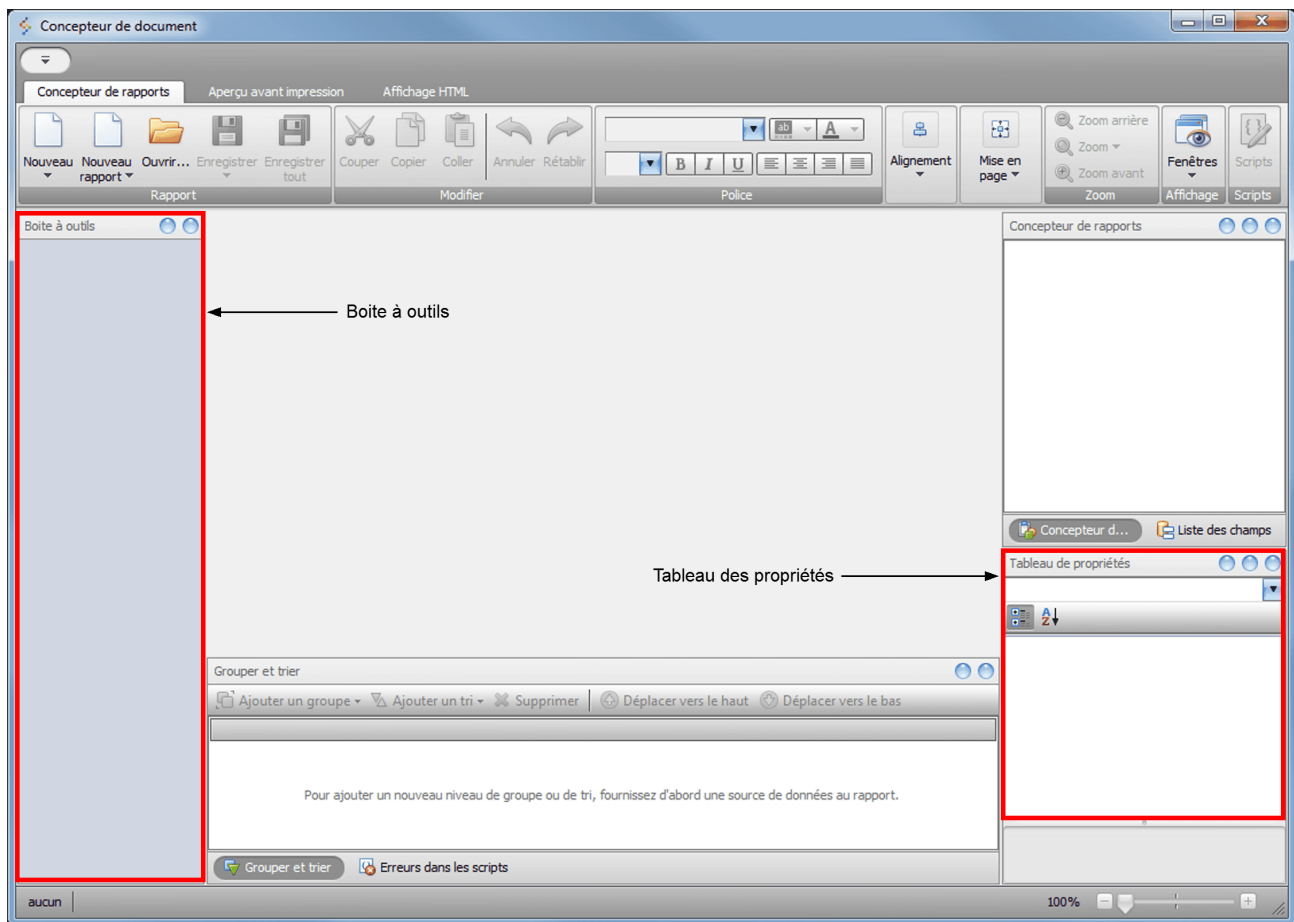 Concepteur de document
Concepteur de rapports Aperçu avant impression Affichage HTML
Nouveau Nouveau rapport Ouvrir... Enregistrer Enregistrer tout
Rapport
Couper Copier Coller Annuler Rétablir
Modifier
ab A
B I U
Police
Alignement
Mise en page
Zoom arrière
Zoom
Zoom avant
Zoom
Fenêtres
Affichage
Scripts
Scripts
Boite à outils
Boite à outils
Concepteur de rapports
Concepteur d... Liste des champs
Tableau des propriétés
Tableau de propriétés
A
Z
Grouper et trier
Ajouter un groupe Ajouter un tri Supprimer Déplacer vers le haut Déplacer vers le bas
Pour ajouter un nouveau niveau de groupe ou de tri, fournissez d'abord une source de données au rapport.
Grouper et trier Erreurs dans les scripts
aucun 100%